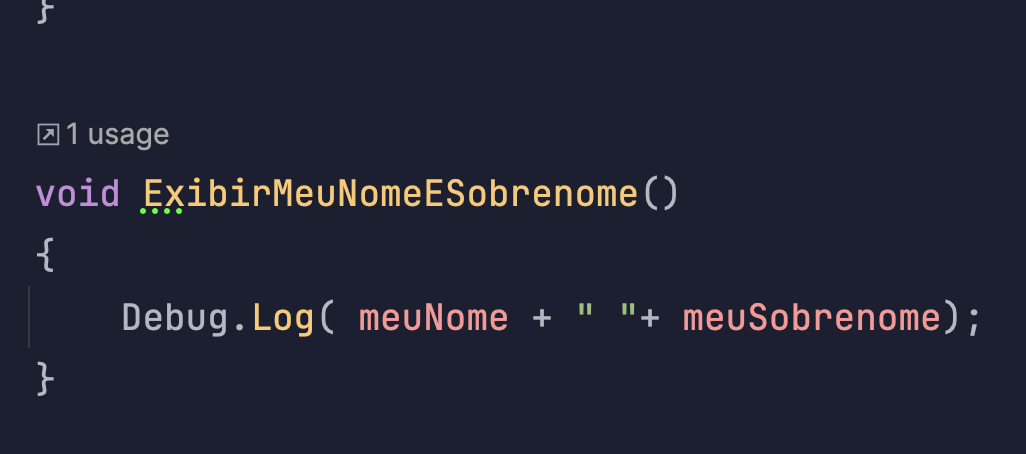 }
1 usage
void ExibirMeuNomeESobrenome()
{
Debug.Log( meuNome + " "+ meuSobrenome);
}